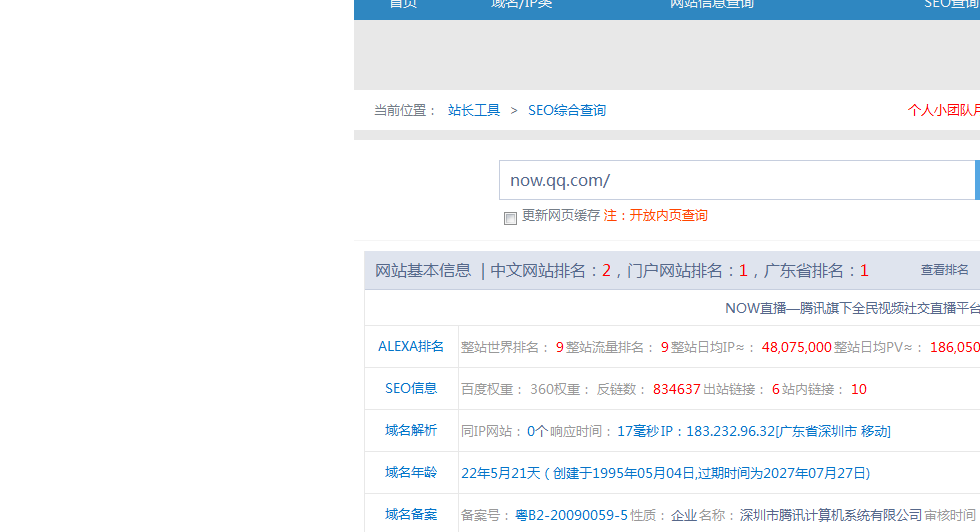 首页 域名/IP类 网站信息查询 SEO查询
当前位置： 站长工具 > SEO综合查询 个人小团队
now.qq.com/
更新网页缓存 注：开放内页查询
网站基本信息 | 中文网站排名：2，门户网站排名：1，广东省排名：1 查看排名
NOW直播—腾讯旗下全民视频社交直播平台
ALEXA排名 整站世界排名： 9 整站流量排名： 9 整站日均IP≈： 48,075,000 整站日均PV≈： 186,050
SEO信息 百度权重： 360权重： 反链数： 834637 出站链接： 6 站内链接： 10
域名解析 同IP网站： 0个 响应时间： 17毫秒 IP：183.232.96.32[广东省深圳市 移动]
域名年龄 22年5月21天 ( 创建于1995年05月04日,过期时间为2027年07月27日)
域名备案 备案号： 粤B2-20090059-5 性质： 企业 名称： 深圳市腾讯计算机系统有限公司 审核时间